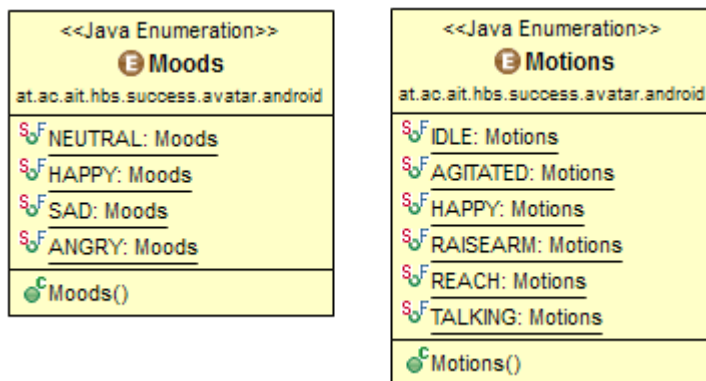 <<Java Enumeration>>
E Moods
at.ac.ait.hbs.success.avatar.android
S F NEUTRAL: Moods
S F HAPPY: Moods
S F SAD: Moods
S F ANGRY: Moods
C Moods()
<<Java Enumeration>>
E Motions
at.ac.ait.hbs.success.avatar.android
S F IDLE: Motions
S F AGITATED: Motions
S F HAPPY: Motions
S F RAISEARM: Motions
S F REACH: Motions
S F TALKING: Motions
C Motions()